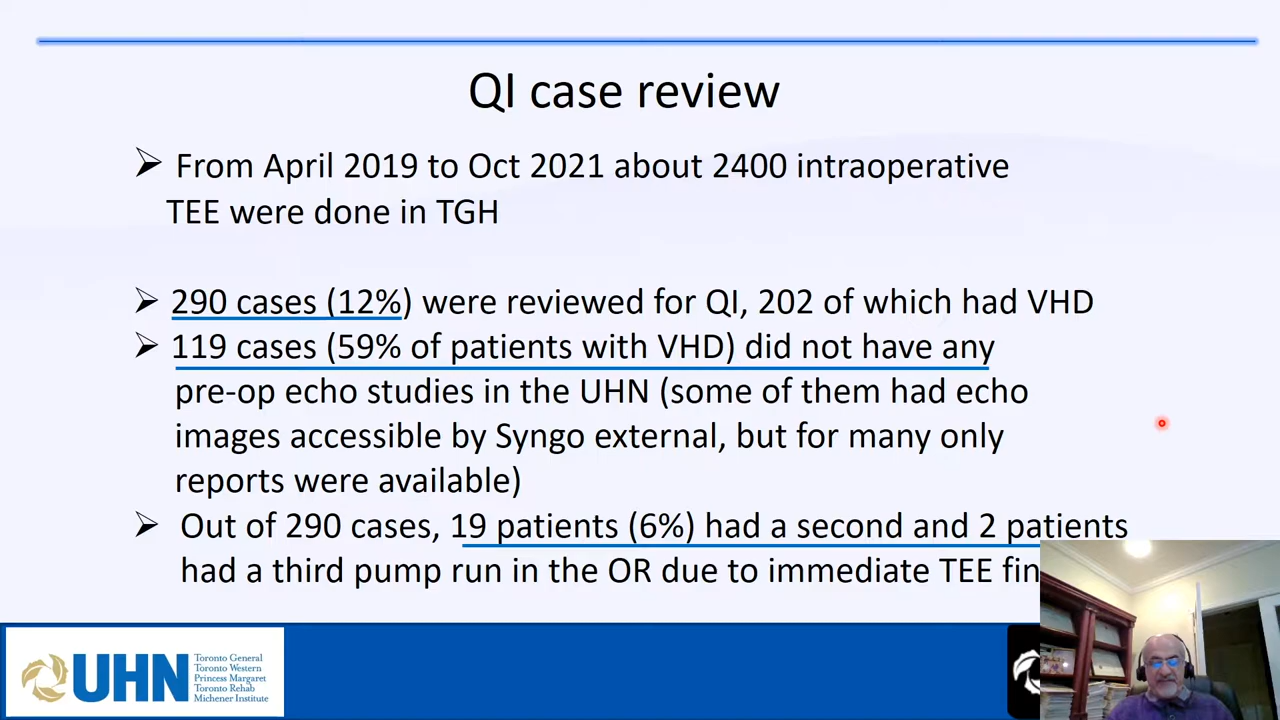 QI case review
➢ From April 2019 to Oct 2021 about 2400 intraoperative
TEE were done in TGH
➢ 290 cases (12%) were reviewed for QI, 202 of which had VHD
➢ 119 cases (59% of patients with VHD) did not have any
pre-op echo studies in the UHN (some of them had echo
images accessible by Syngo external, but for many only
reports were available)
➢ Out of 290 cases, 19 patients (6%) had a second and 2 patients
had a third pump run in the OR due to immediate TEE fin
UHN
Toronto General
Toronto Western
Princess Margaret
Toronto Rehab
Michener Institute